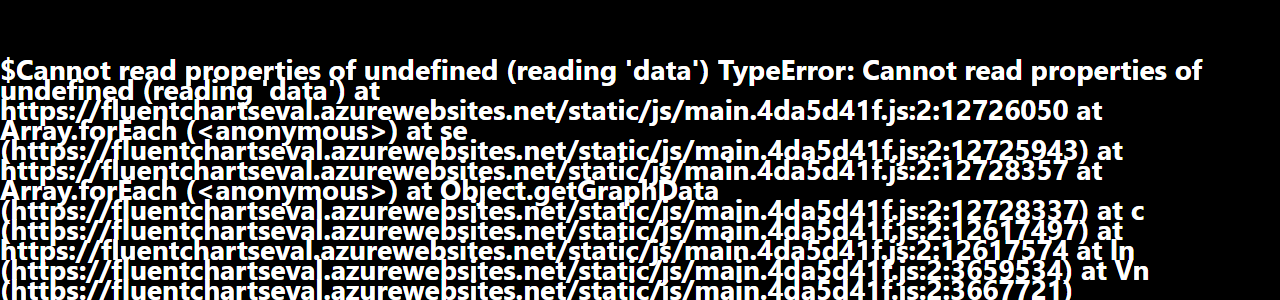 $Cannot read properties of undefined (reading 'data') TypeError: Cannot read properties of
undefined (reading 'data') at
https://fluentchartseval.azurewebsites.net/static/js/main.4da5d41f.js:2:12726050 at
Array.forEach (<anonymous>) at se
(https://fluentchartseval.azurewebsites.net/static/js/main.4da5d41f.js:2:12725943) at
https://fluentchartseval.azurewebsites.net/static/js/main.4da5d41f.js:2:12728357 at
Array.forEach (<anonymous>) at Object.getGraphData
(https://fluentchartseval.azurewebsites.net/static/js/main.4da5d41f.js:2:12728337) at c
(https://fluentchartseval.azurewebsites.net/static/js/main.4da5d41f.js:2:12617497) at
https://fluentchartseval.azurewebsites.net/static/js/main.4da5d41f.js:2:12617574 at ln
(https://fluentchartseval.azurewebsites.net/static/js/main.4da5d41f.js:2:3659534) at Vn
(https://fluentchartseval.azurewebsites.net/static/js/main.4da5d41f.js:2:3667721)